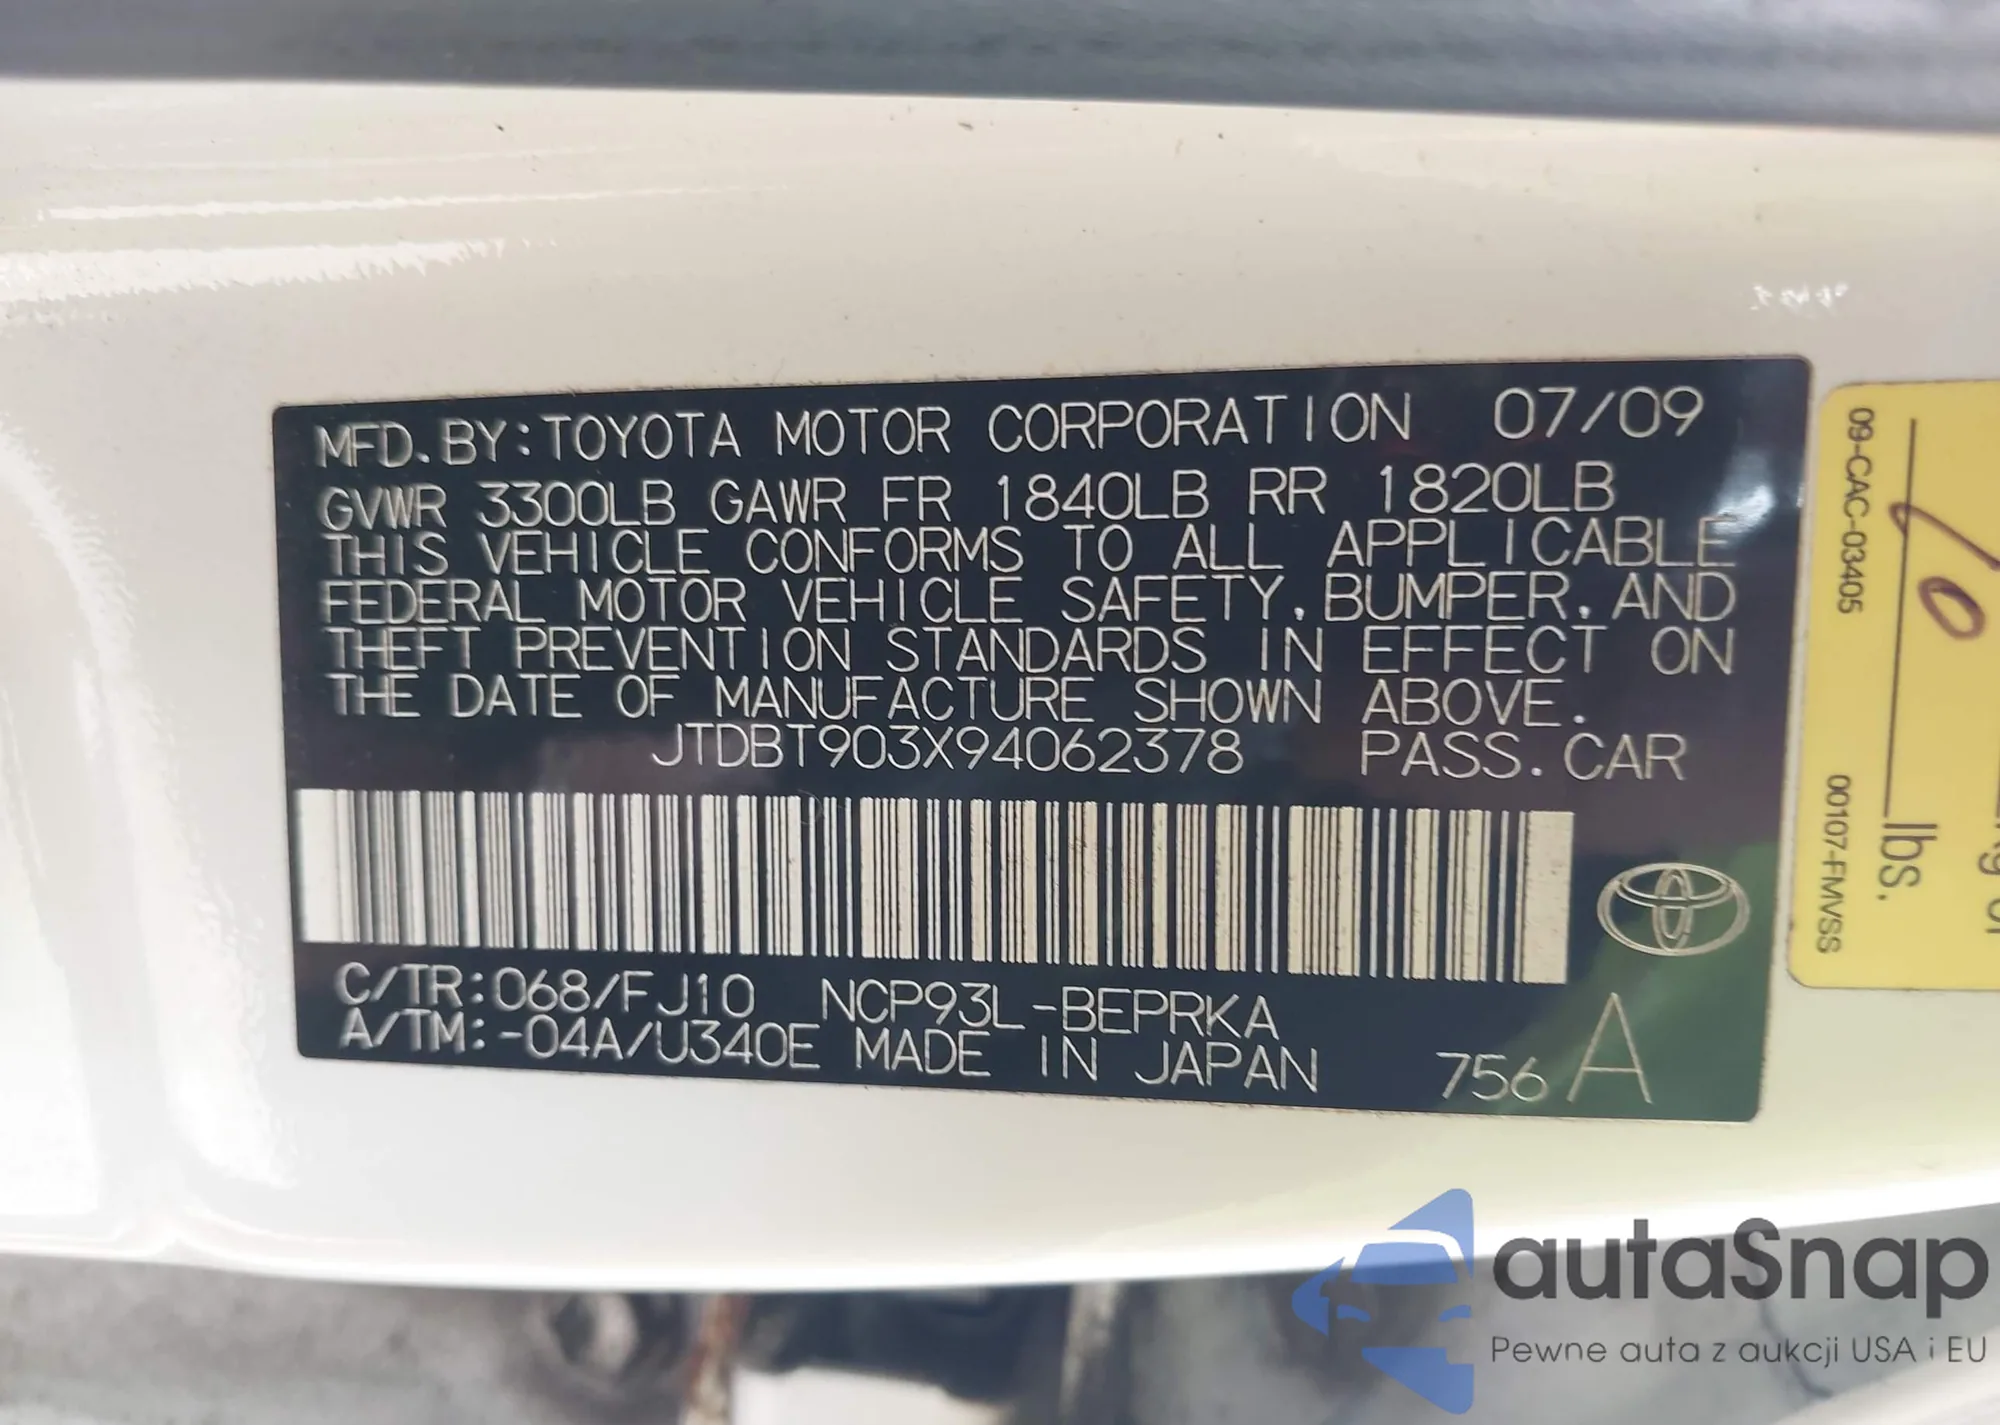 MFD.BY:TOYOTA MOTOR CORPORATION 07/09
GVWR 3300LB GAWR FR 1840LB RR 1820LB
THIS VEHICLE CONFORMS TO ALL APPLICABLE
FEDERAL MOTOR VEHICLE SAFETY,BUMPER,AND
THEFT PREVENTION STANDARDS IN EFFECT ON
THE DATE OF MANUFACTURE SHOWN ABOVE.
JTDBT903X94062378 PASS.CAR
C/TR:068/FJ10 NCP93L-BEPRKA
A/TM:-04A/U340E MADE IN JAPAN 756 A
09-CAC-03405
00107-FMVSS
10
lbs.
autaSnap
Pewne auta z aukcji USA i EU